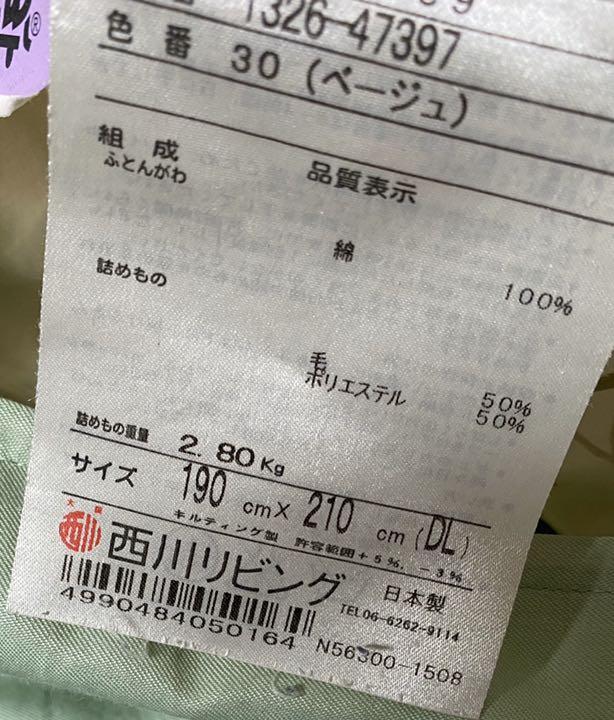 1326-47397
色 番 30 (ベージュ)
組 成 品質表示
ふとんがわ
綿 100%
詰めもの
毛 50%
ポリエステル 50%
詰めもの重量 2.80Kg
サイズ 190 cm X 210 cm (DL)
キルティング製 許容範囲+5%, -3%
大阪
西川 西川リビング 日本製
TEL06-6262-9114
4990484050164 N56300-1508